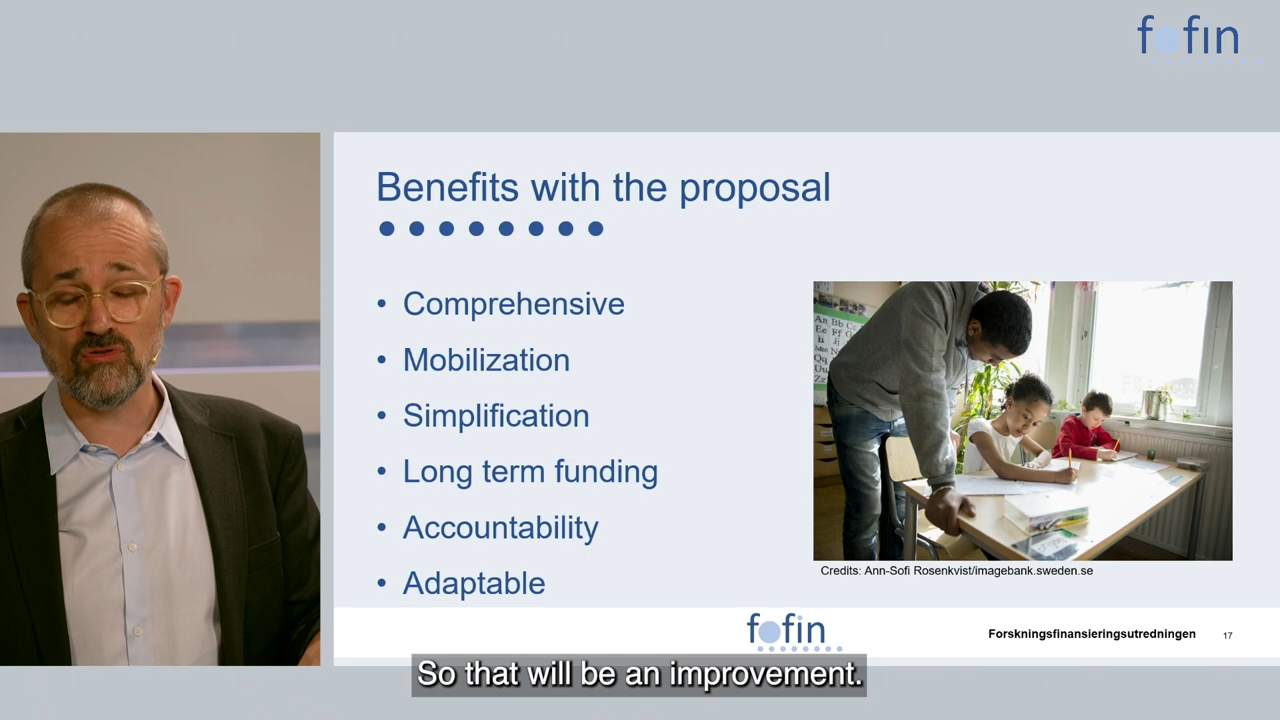 fofin
Benefits with the proposal
• Comprehensive
• Mobilization
• Simplification
• Long term funding
• Accountability
• Adaptable
Credits: Ann-Sofi Rosenkvist/imagebank.sweden.se
fofin
Forskningsfinansieringsutredningen 17
So that will be an improvement.